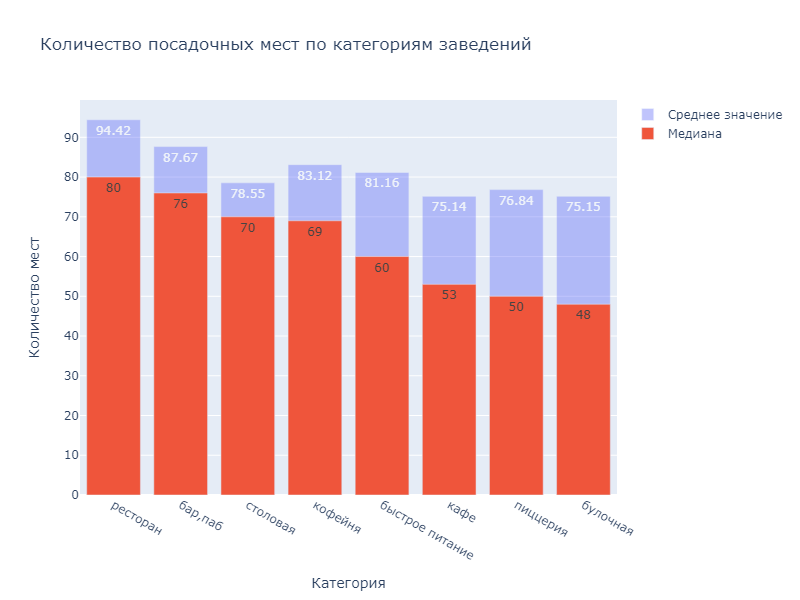 Количество посадочных мест по категориям заведений
Среднее значение
Медиана
Количество мест
90
80
70
60
50
40
30
20
10
0
94.42
87.67
78.55
83.12
81.16
75.14
76.84
75.15
80
76
70
69
60
53
50
48
ресторан
бар,паб
столовая
кофейня
быстрое питание
кафе
пиццерия
булочная
Категория